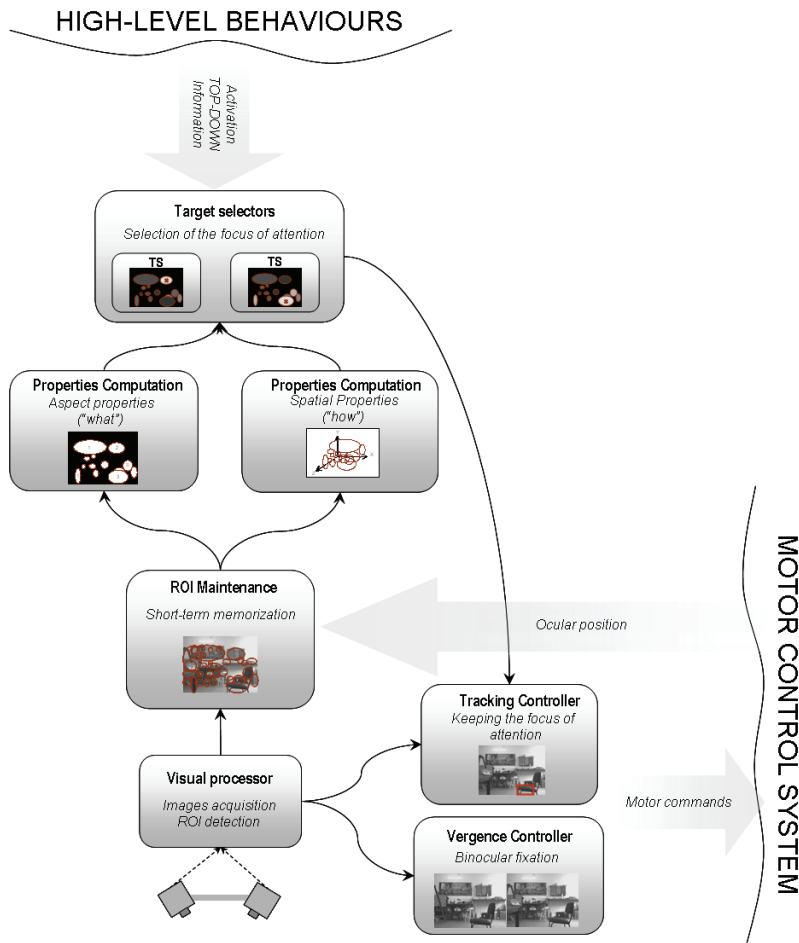 HIGH-LEVEL BEHAVIOURS
Activation
TOP-DOWN
Information
Target selectors
Selection of the focus of attention
TS
TS
Properties Computation
Aspect properties
("what")
Properties Computation
Spatial Properties
("how")
ROI Maintenance
Short-term memorization
Ocular position
MOTOR CONTROL SYSTEM
Tracking Controller
Keeping the focus of
attention
Visual processor
Images acquisition
ROI detection
Motor commands
Vergence Controller
Binocular fixation